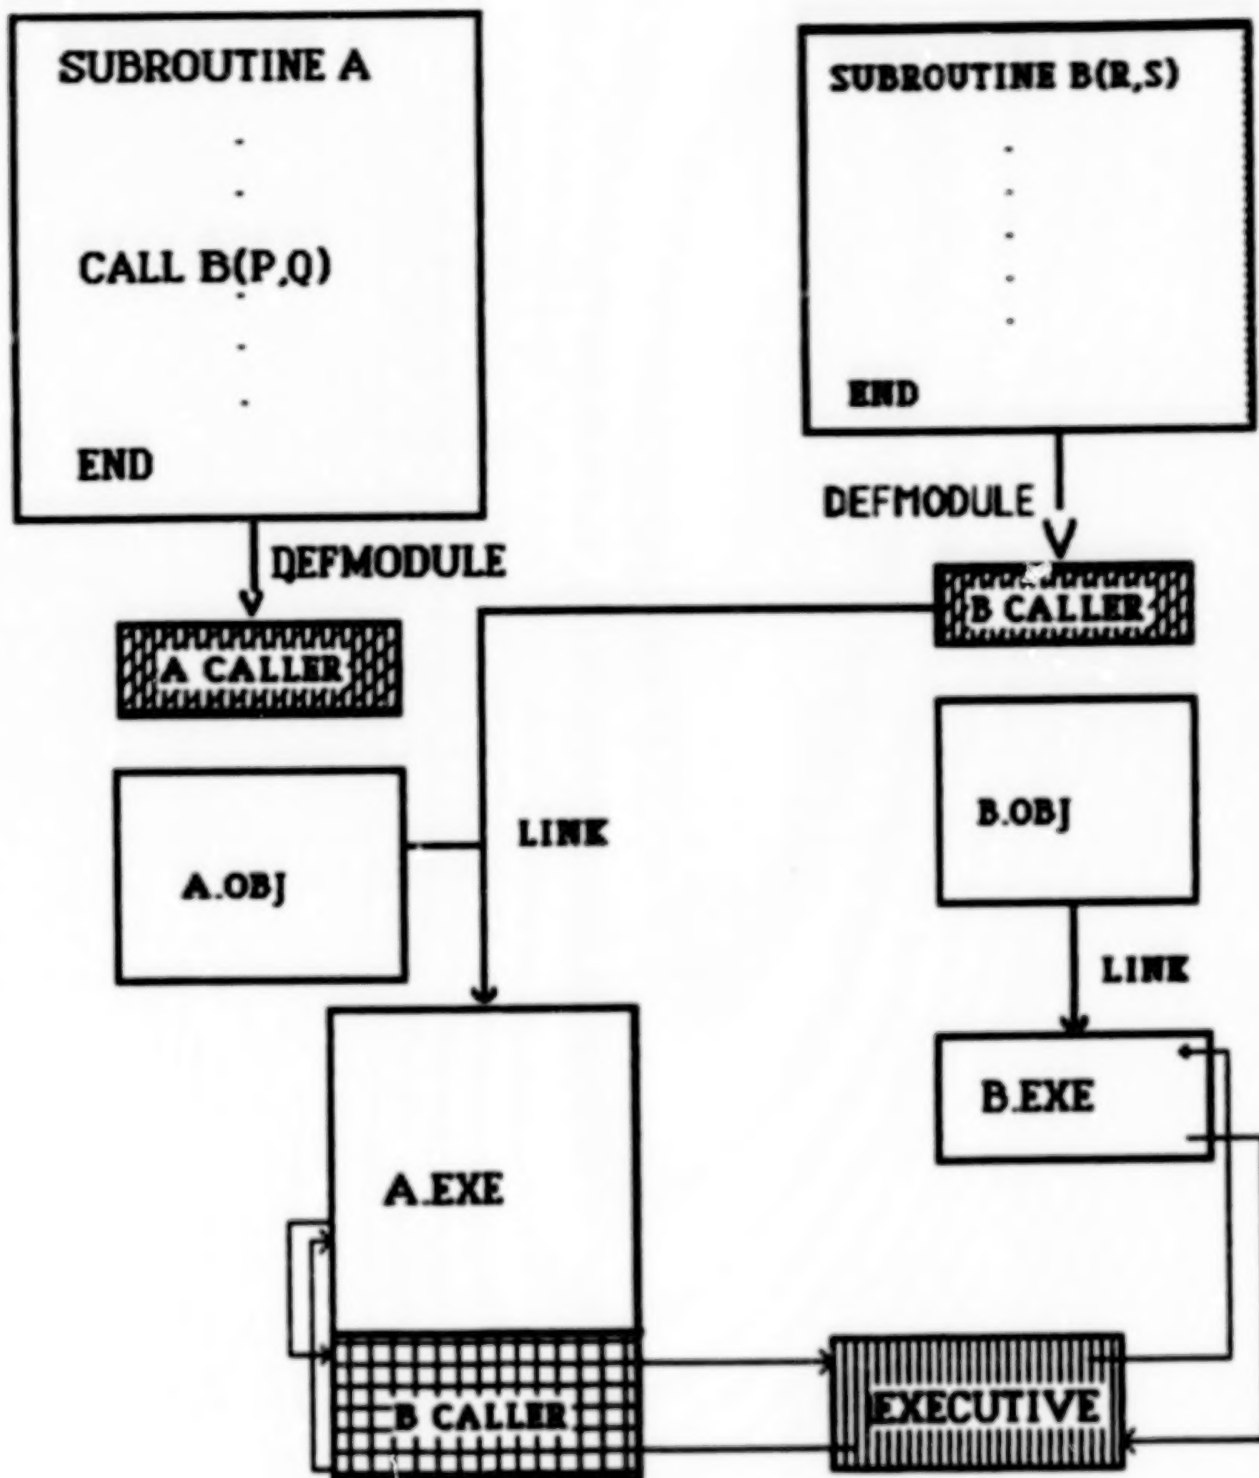 SUBROUTINE A
CALL B(P,Q)
END
DEFMODULE
A CALLER
A.OBJ
SUBROUTINE B(R,S)
END
DEFMODULE
B CALLER
B.OBJ
LINK
LINK
B.EXE
A.EXE
B CALLER
EXECUTIVE